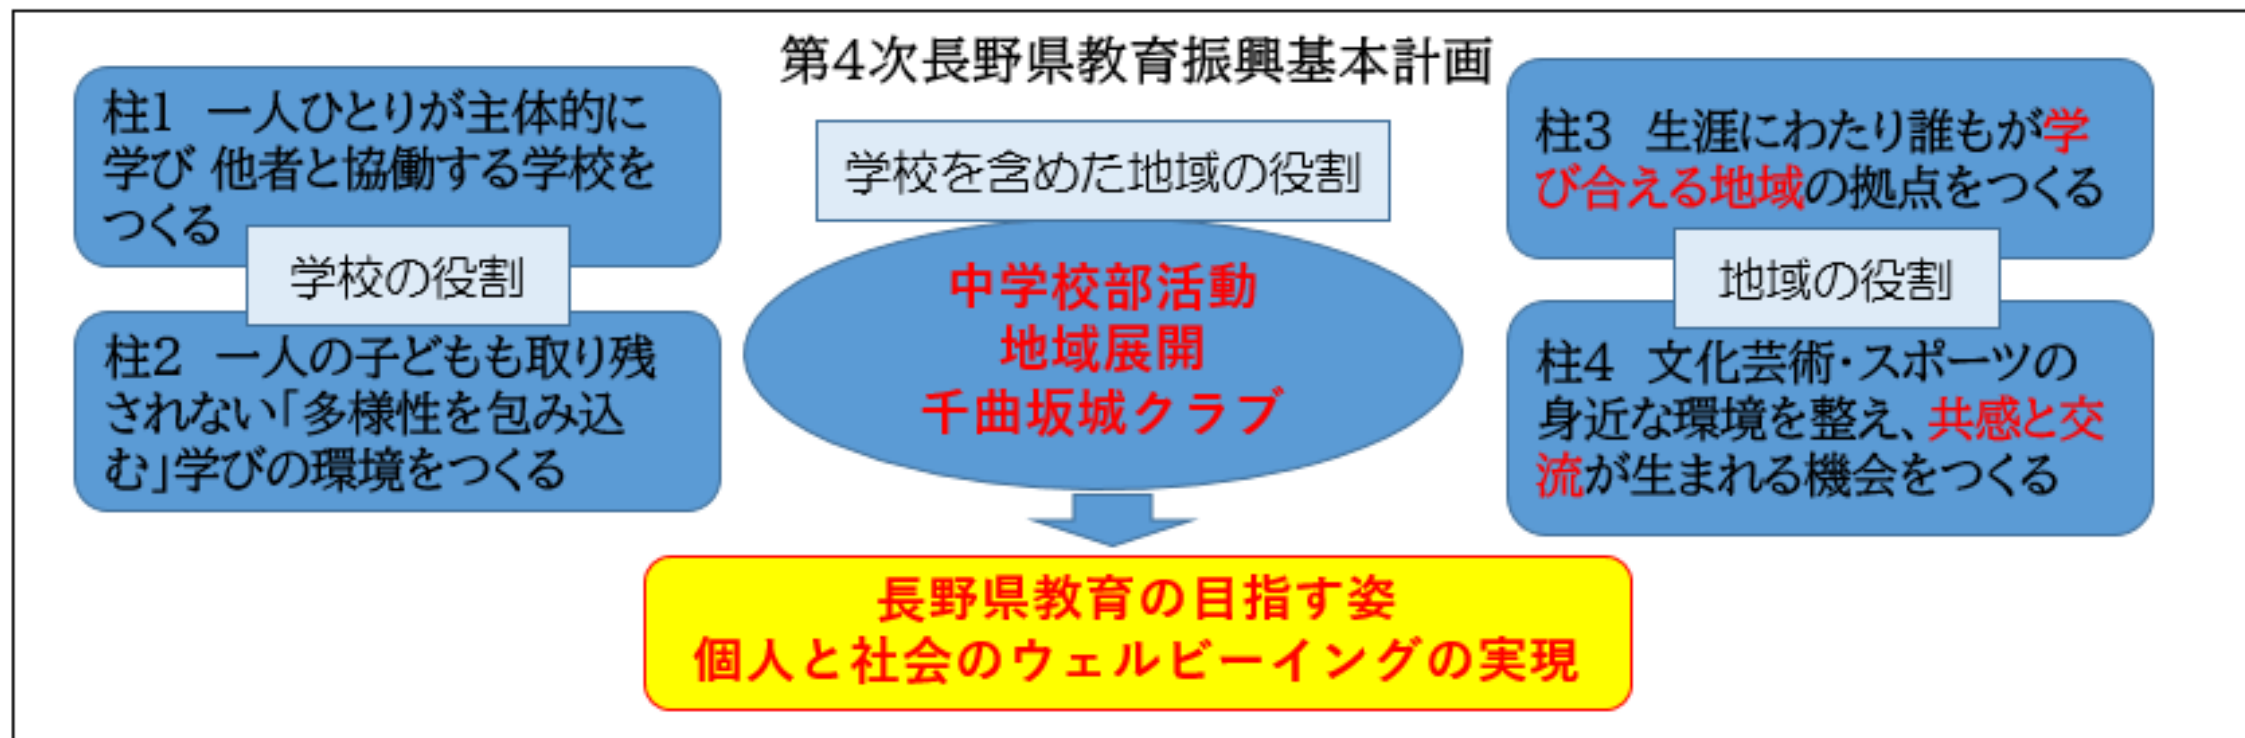 第4次長野県教育振興基本計画
柱1　一人ひとりが主体的に
学び 他者と協働する学校を
つくる
学校の役割
柱2　一人の子どもも取り残
されない「多様性を包み込
む」学びの環境をつくる
学校を含めた地域の役割
中学校部活動
地域展開
千曲坂城クラブ
柱3　生涯にわたり誰もが学
び合える地域の拠点をつくる
地域の役割
柱4　文化芸術・スポーツの
身近な環境を整え、共感と交
流が生まれる機会をつくる
長野県教育の目指す姿
個人と社会のウェルビーイングの実現